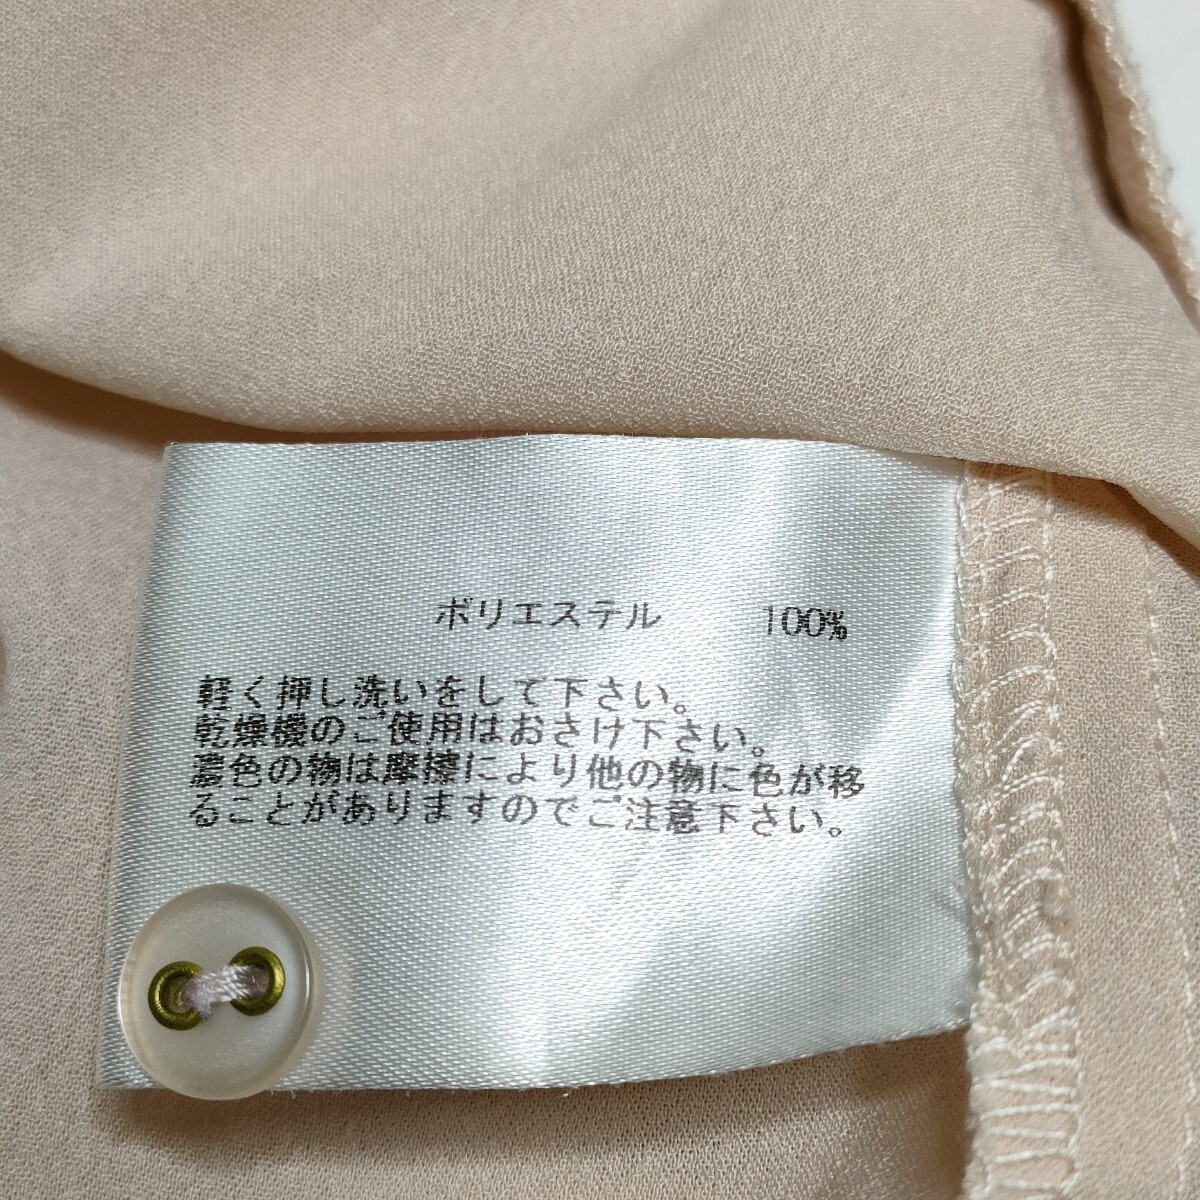 ポリエステル 100%
軽く押し洗いをして下さい。
乾燥機のご使用はおさけ下さい。
濃色の物は摩擦により他の物に色が移
ることがありますのでご注意下さい。